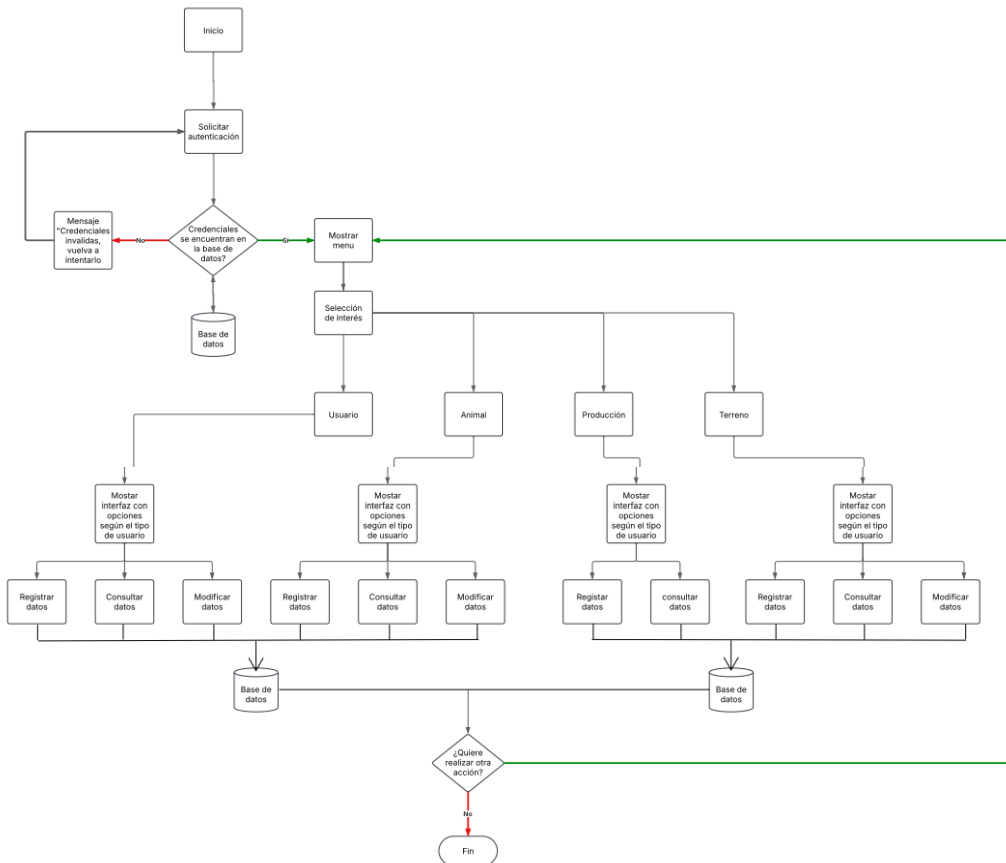 Inicio
Solicitar
autenticación
Mensaje
"Credenciales
invalidas,
vuelva a
intentarlo
No
Credenciales
se encuentran en
la base de
datos?
Si
Mostrar
menu
Base de
datos
Selección
de interés
Usuario
Animal
Producción
Terreno
Mostar
interfaz con
opciones
según el tipo
de usuario
Mostar
interfaz con
opciones
según el tipo
de usuario
Mostar
interfaz con
opciones
según el tipo
de usuario
Mostar
interfaz con
opciones
según el tipo
de usuario
Registrar
datos
Consultar
datos
Modificar
datos
Registrar
datos
Consultar
datos
Modificar
datos
Registar
datos
consultar
datos
Registrar
datos
Consultar
datos
Modificar
datos
Base de
datos
Base de
datos
¿Quiere
realizar otra
acción?
No
Fin